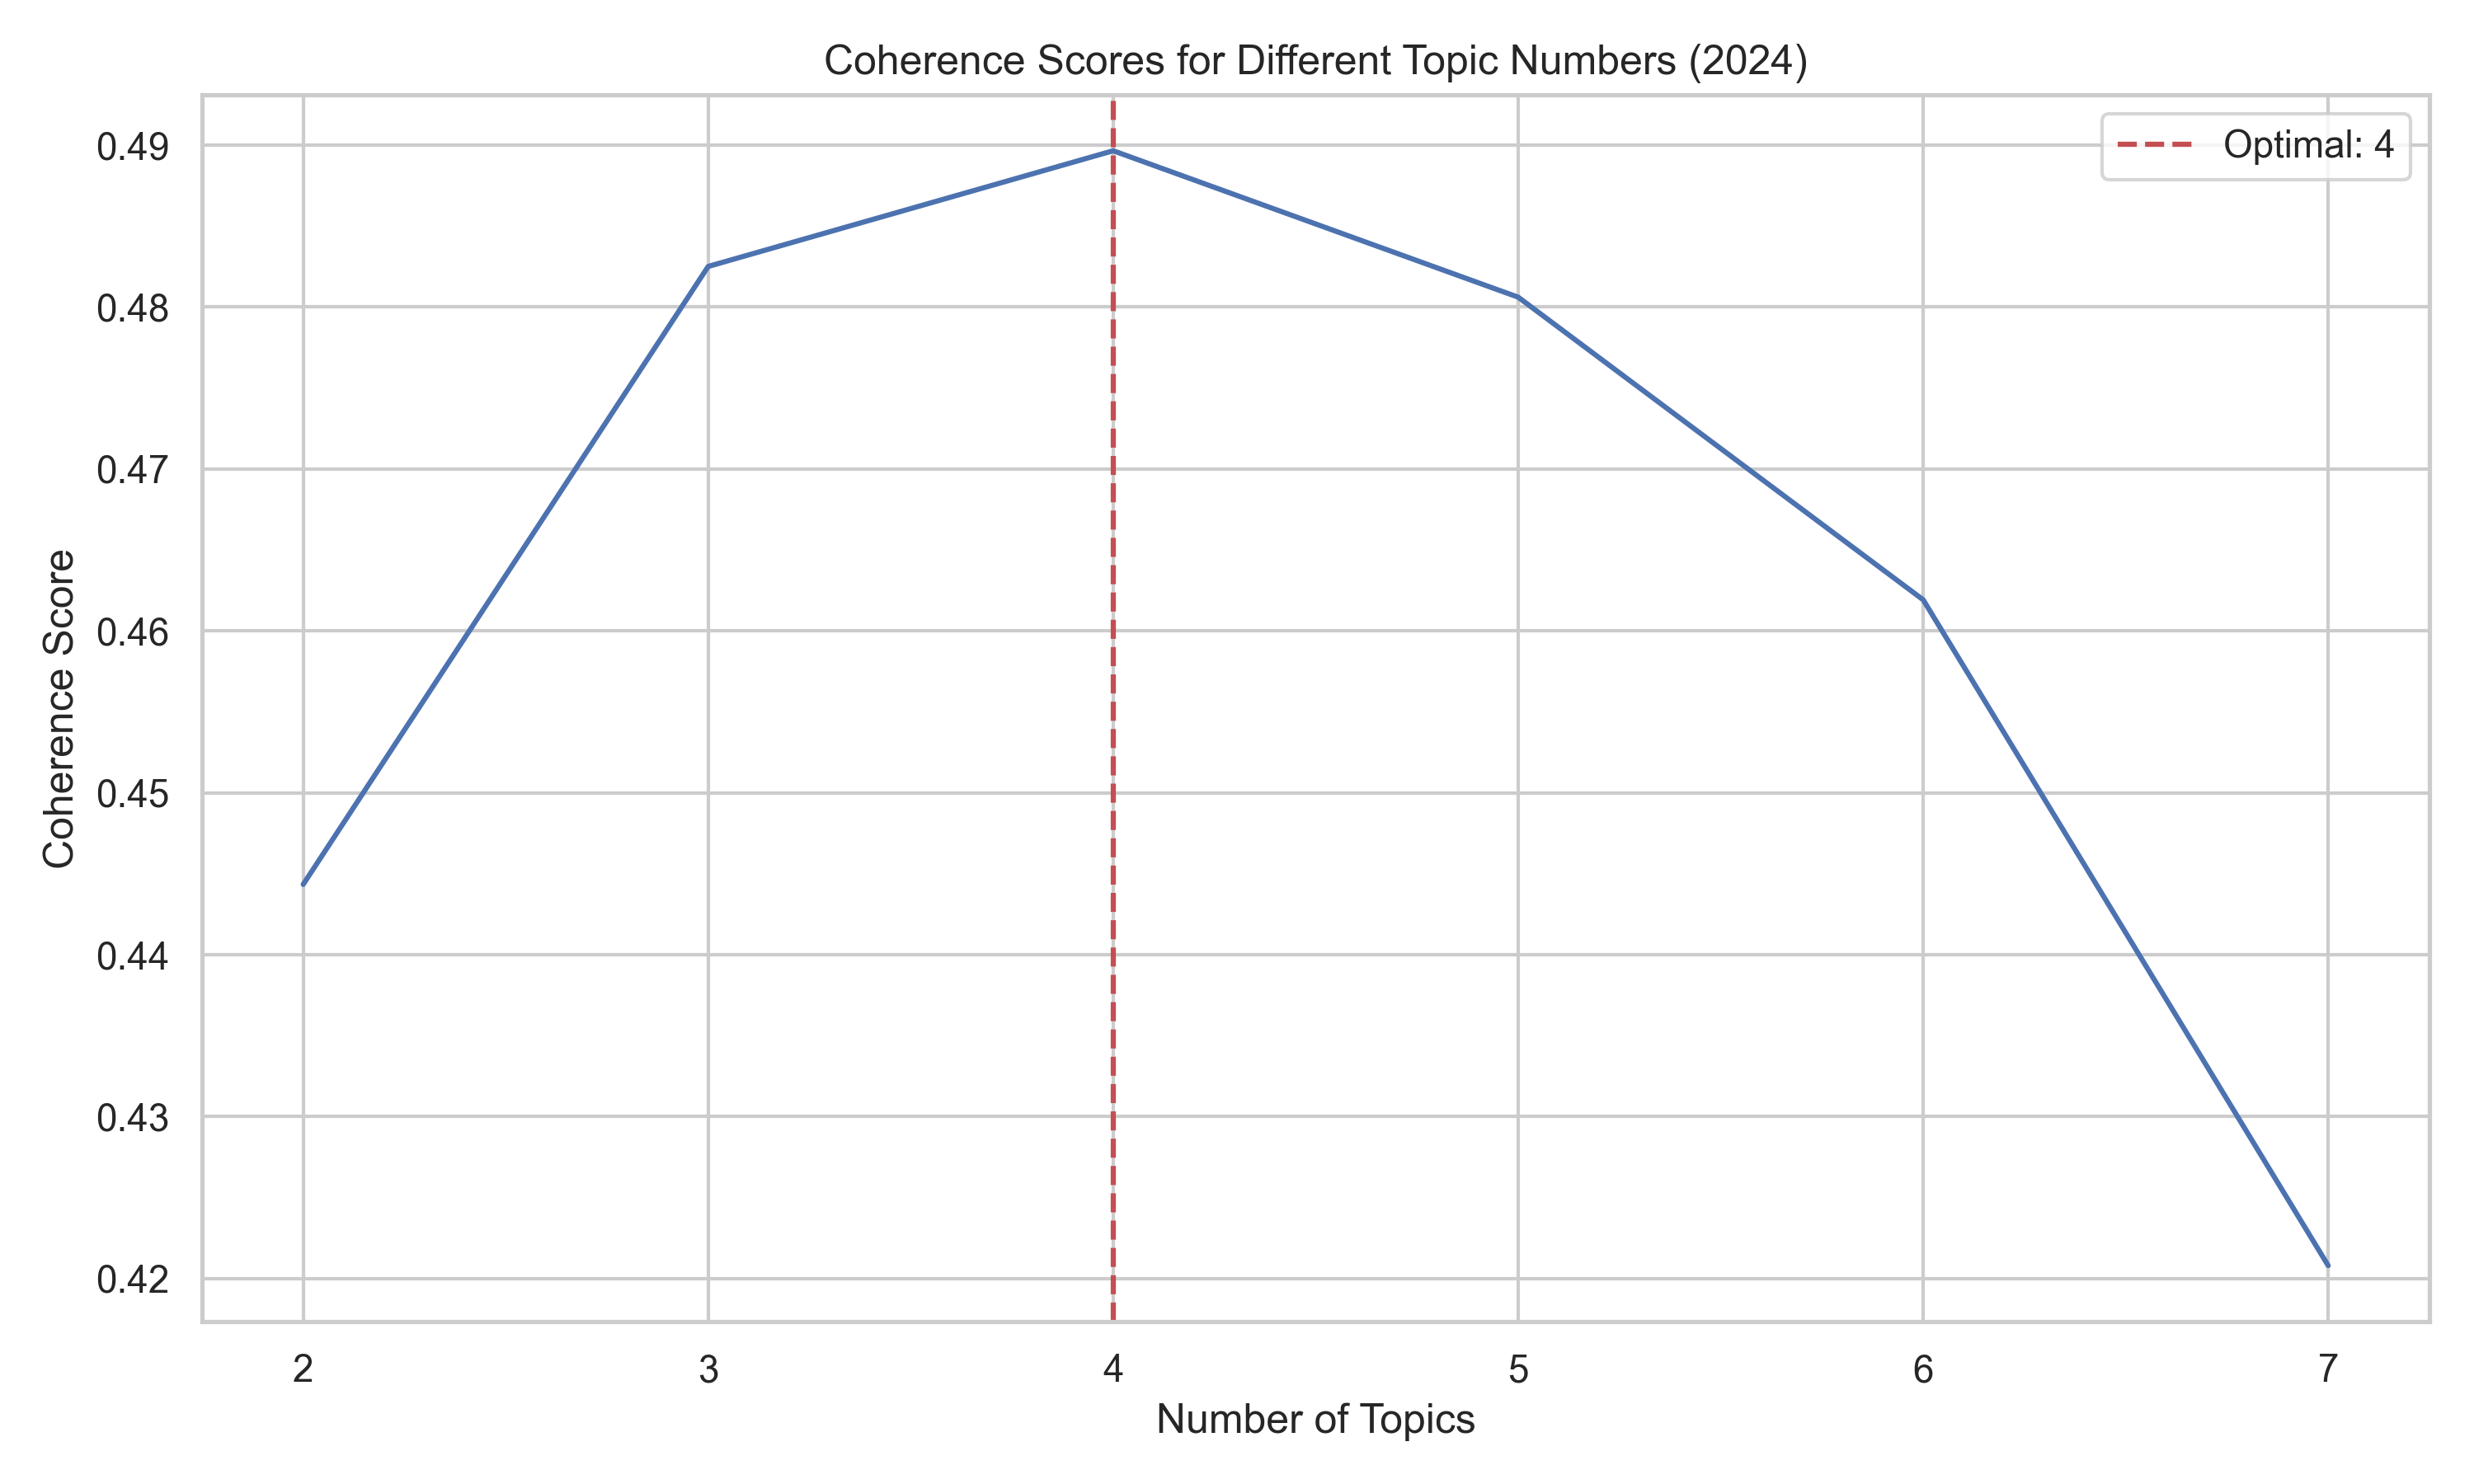 Coherence Scores for Different Topic Numbers (2024)
Optimal: 4
0.49
0.48
0.47
0.46
0.45
0.44
0.43
0.42
Coherence Score
2 3 4 5 6 7
Number of Topics